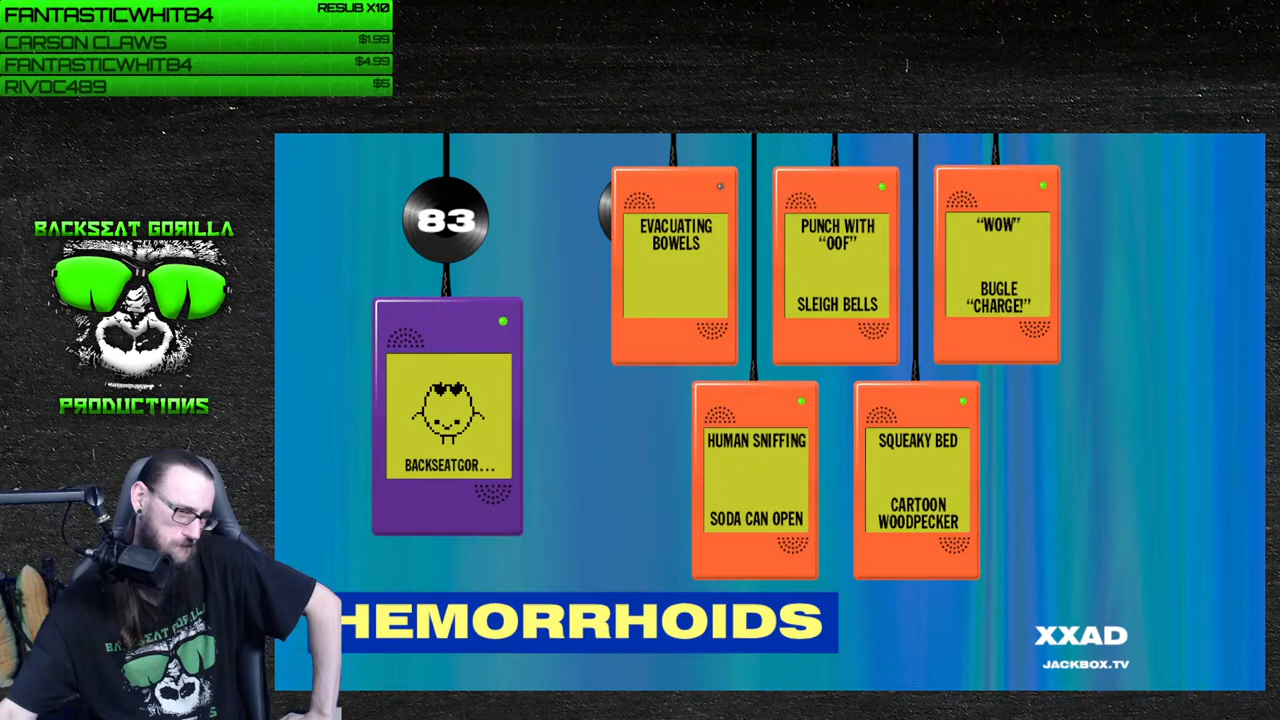 FANTASTICWHIT84 RESUB X10
CARSON CLAWS $1.99
FANTASTICWHIT84 $4.99
RIVOC489 $5
BACKSEAT GORILLA
PRODUCTIONS
83
BACKSEATGOR...
EVACUATING
BOWELS
PUNCH WITH
“OOF”
SLEIGH BELLS
“WOW”
BUGLE
“CHARGE!”
HUMAN SNIFFING
SODA CAN OPEN
SQUEAKY BED
CARTOON
WOODPECKER
HEMORRHOIDS
XXAD
JACKBOX.TV